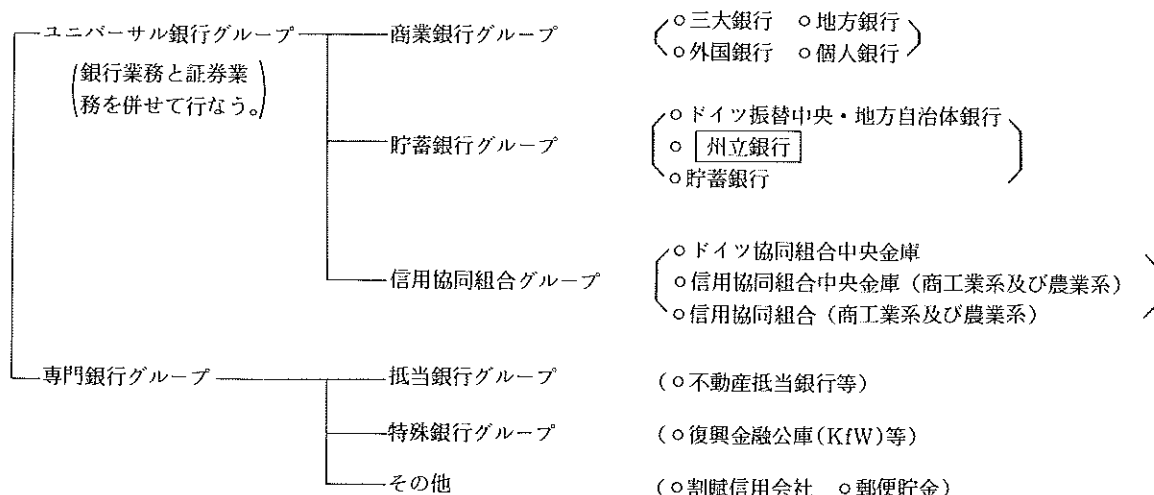 ユニバーサル銀行グループ
(銀行業務と証券業
務を併せて行なう。)
商業銀行グループ
○三大銀行 ○地方銀行
○外国銀行 ○個人銀行
貯蓄銀行グループ
○ドイツ振替中央・地方自治体銀行
○ 州立銀行
○貯蓄銀行
信用協同組合グループ
○ドイツ協同組合中央金庫
○信用協同組合中央金庫(商工業系及び農業系)
○信用協同組合(商工業系及び農業系)
専門銀行グループ
抵当銀行グループ
(○不動産抵当銀行等)
特殊銀行グループ
(○復興金融公庫(KfW)等)
その他
(○割賦信用会社 ○郵便貯金)